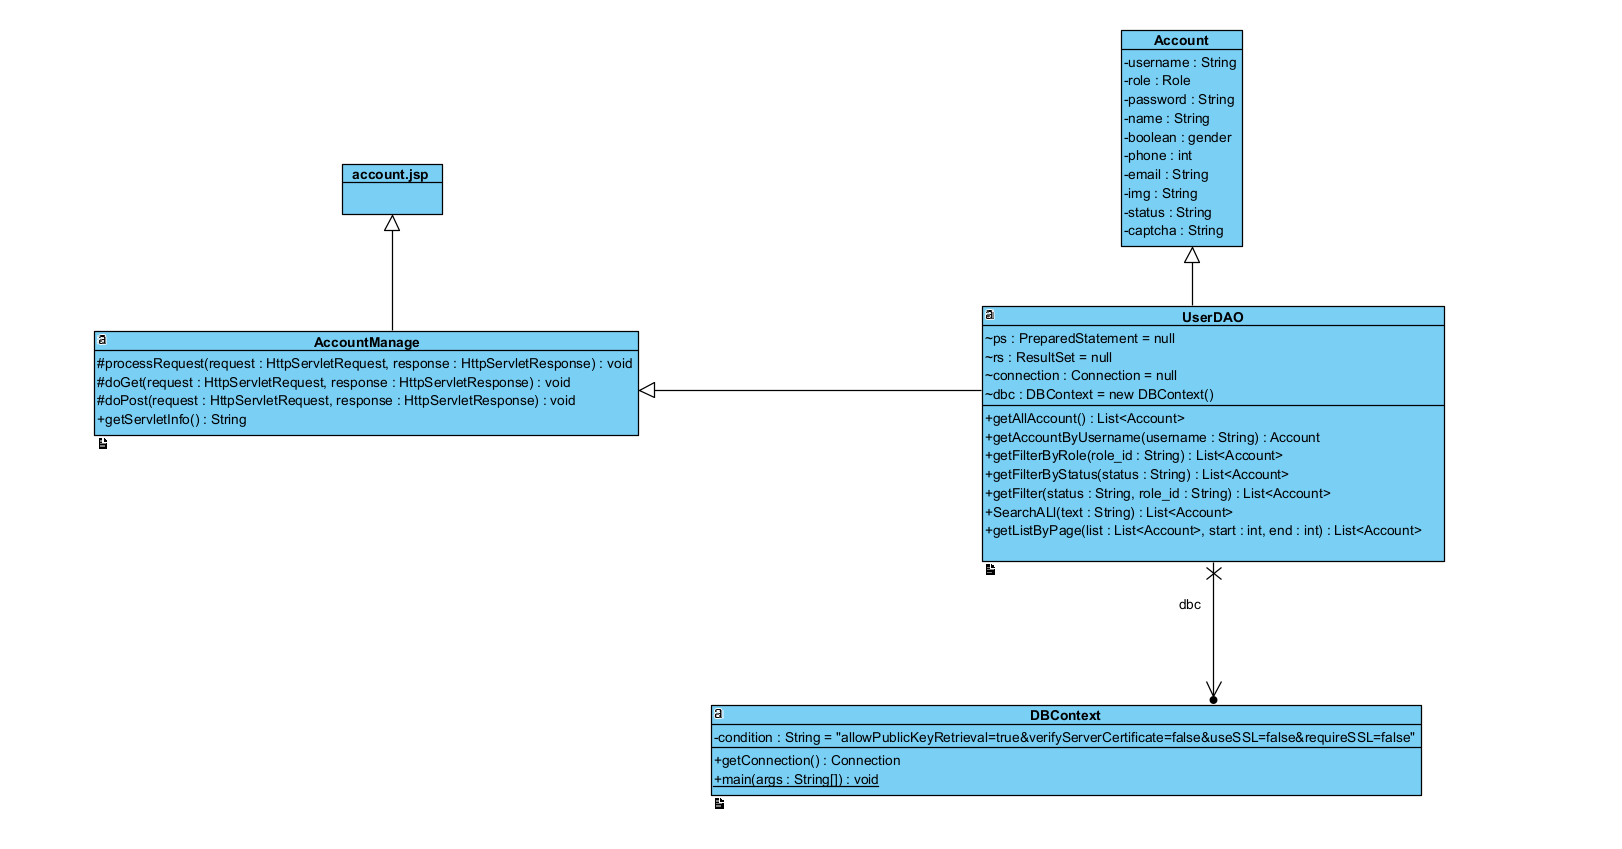 Account
-username : String
-role : Role
-password : String
-name : String
-boolean : gender
-phone : int
-email : String
-img : String
-status : String
-captcha : String
account.jsp
a
AccountManage
#processRequest(request : HttpServletRequest, response : HttpServletResponse) : void
#doGet(request : HttpServletRequest, response : HttpServletResponse) : void
#doPost(request : HttpServletRequest, response : HttpServletResponse) : void
+getServletInfo() : String
a
UserDAO
~ps : PreparedStatement = null
~rs : ResultSet = null
~connection : Connection = null
~dbc : DBContext = new DBContext()
+getAllAccount() : List<Account>
+getAccountByUsername(username : String) : Account
+getFilterByRole(role_id : String) : List<Account>
+getFilterByStatus(status : String) : List<Account>
+getFilter(status : String, role_id : String) : List<Account>
+SearchALl(text : String) : List<Account>
+getListByPage(list : List<Account>, start : int, end : int) : List<Account>
dbc
a
DBContext
-condition : String = "allowPublicKeyRetrieval=true&verifyServerCertificate=false&useSSL=false&requireSSL=false"
+getConnection() : Connection
+main(args : String[]) : void